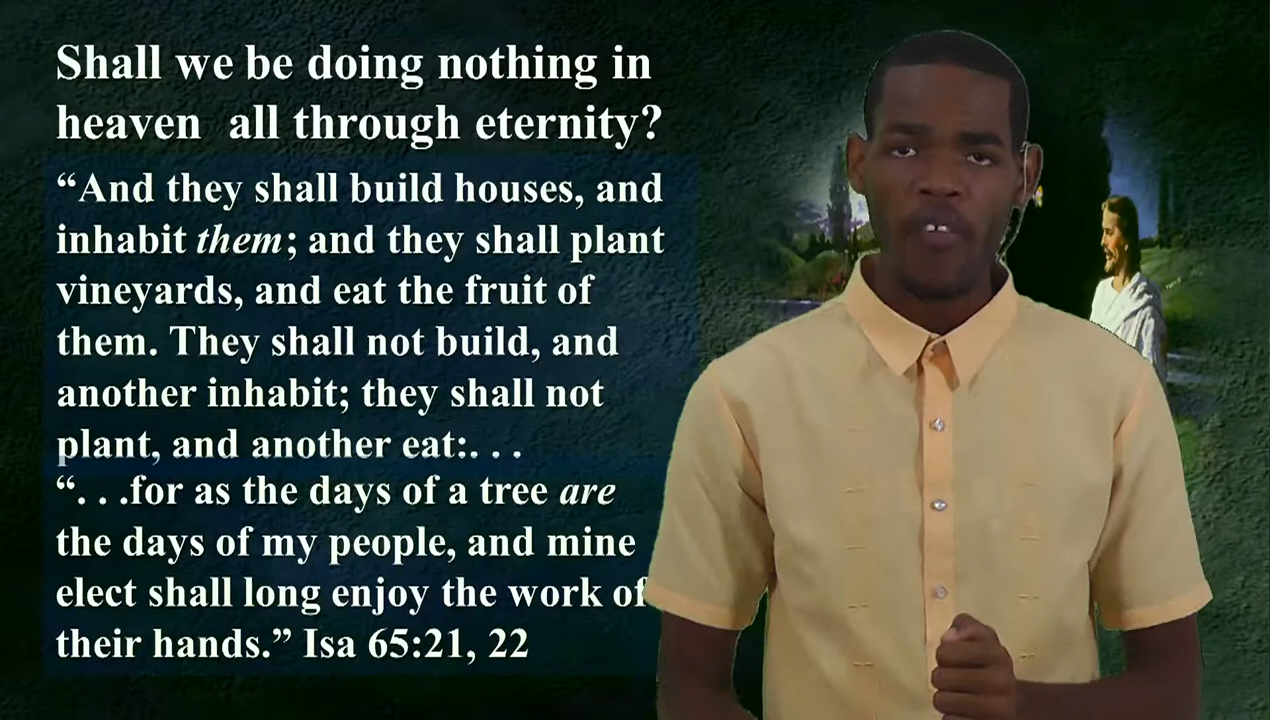 Shall we be doing nothing in
heaven  all through eternity?
“And they shall build houses, and
inhabit them; and they shall plant
vineyards, and eat the fruit of
them. They shall not build, and
another inhabit; they shall not
plant, and another eat:. . .
“. . .for as the days of a tree are
the days of my people, and mine
elect shall long enjoy the work of
their hands.” Isa 65:21, 22